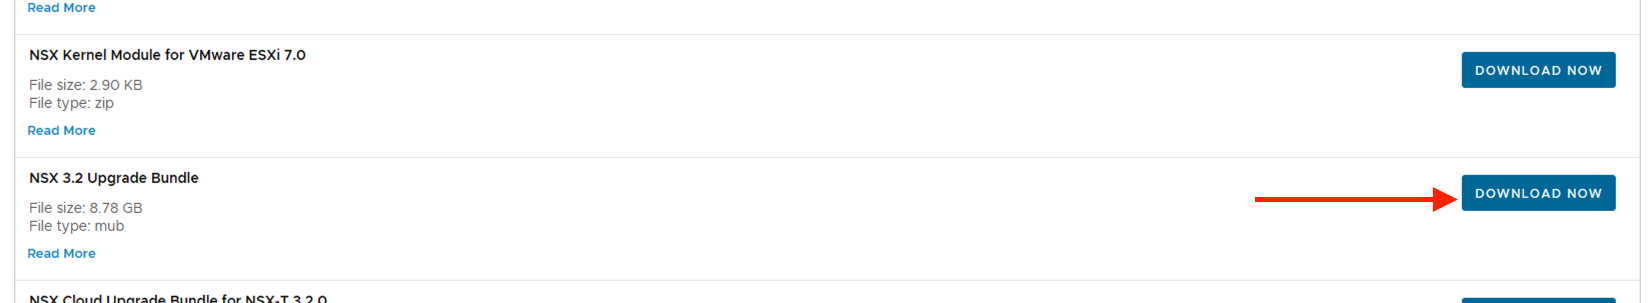 Read More
NSX Kernel Module for VMware ESXi 7.0
File size: 2.90 KB
File type: zip
DOWNLOAD NOW
Read More
NSX 3.2 Upgrade Bundle
File size: 8.78 GB
File type: mub
DOWNLOAD NOW
Read More
NSX Cloud Upgrade Bundle for NSX-T 3.2.0